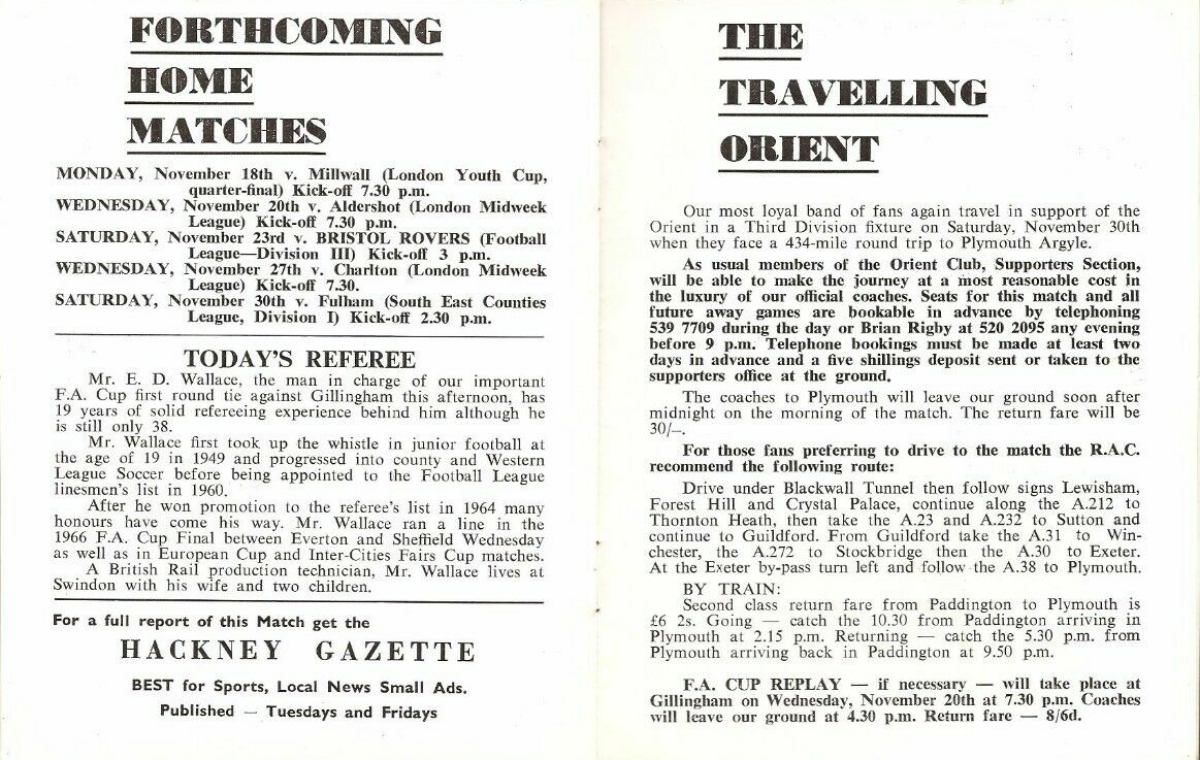 FORTHCOMING
HOME
MATCHES
MONDAY, November 18th v. Millwall (London Youth Cup,
quarter-final) Kick-off 7.30 p.m.
WEDNESDAY, November 20th v. Aldershot (London Midweek
League) Kick-off 7.30 p.m.
SATURDAY, November 23rd v. BRISTOL ROVERS (Football
League—Division III) Kick-off 3 p.m.
WEDNESDAY, November 27th v. Charlton (London Midweek
League) Kick-off 7.30.
SATURDAY, November 30th v. Fulham (South East Counties
League, Division I) Kick-off 2.30 p.m.
TODAY'S REFEREE
Mr. E. D. Wallace, the man in charge of our important
F.A. Cup first round tie against Gillingham this afternoon, has
19 years of solid refereeing experience behind him although he
is still only 38.
Mr. Wallace first took up the whistle in junior football at
the age of 19 in 1949 and progressed into county and Western
League Soccer before being appointed to the Football League
linesmen's list in 1960.
After he won promotion to the referee's list in 1964 many
honours have come his way. Mr. Wallace ran a line in the
1966 F.A. Cup Final between Everton and Sheffield Wednesday
as well as in European Cup and Inter-Cities Fairs Cup matches.
A British Rail production technician, Mr. Wallace lives at
Swindon with his wife and two children.
For a full report of this Match get the
HACKNEY GAZETTE
BEST for Sports, Local News Small Ads.
Published — Tuesdays and Fridays
THE
TRAVELLING
ORIENT
Our most loyal band of fans again travel in support of the
Orient in a Third Division fixture on Saturday, November 30th
when they face a 434-mile round trip to Plymouth Argyle.
As usual members of the Orient Club, Supporters Section,
will be able to make the journey at a most reasonable cost in
the luxury of our official coaches. Seats for this match and all
future away games are bookable in advance by telephoning
539 7709 during the day or Brian Rigby at 520 2095 any evening
before 9 p.m. Telephone bookings must be made at least two
days in advance and a five shillings deposit sent or taken to the
supporters office at the ground.
The coaches to Plymouth will leave our ground soon after
midnight on the morning of the match. The return fare will be
30/–.
For those fans preferring to drive to the match the R.A.C.
recommend the following route:
Drive under Blackwall Tunnel then follow signs Lewisham,
Forest Hill and Crystal Palace, continue along the A.212 to
Thornton Heath, then take the A.23 and A.232 to Sutton and
continue to Guildford. From Guildford take the A.31 to Win-
chester, the A.272 to Stockbridge then the A.30 to Exeter.
At the Exeter by-pass turn left and follow the A.38 to Plymouth.
BY TRAIN:
Second class return fare from Paddington to Plymouth is
£6 2s. Going — catch the 10.30 from Paddington arriving in
Plymouth at 2.15 p.m. Returning — catch the 5.30 p.m. from
Plymouth arriving back in Paddington at 9.50 p.m.
F.A. CUP REPLAY — if necessary — will take place at
Gillingham on Wednesday, November 20th at 7.30 p.m. Coaches
will leave our ground at 4.30 p.m. Return fare — 8/6d.